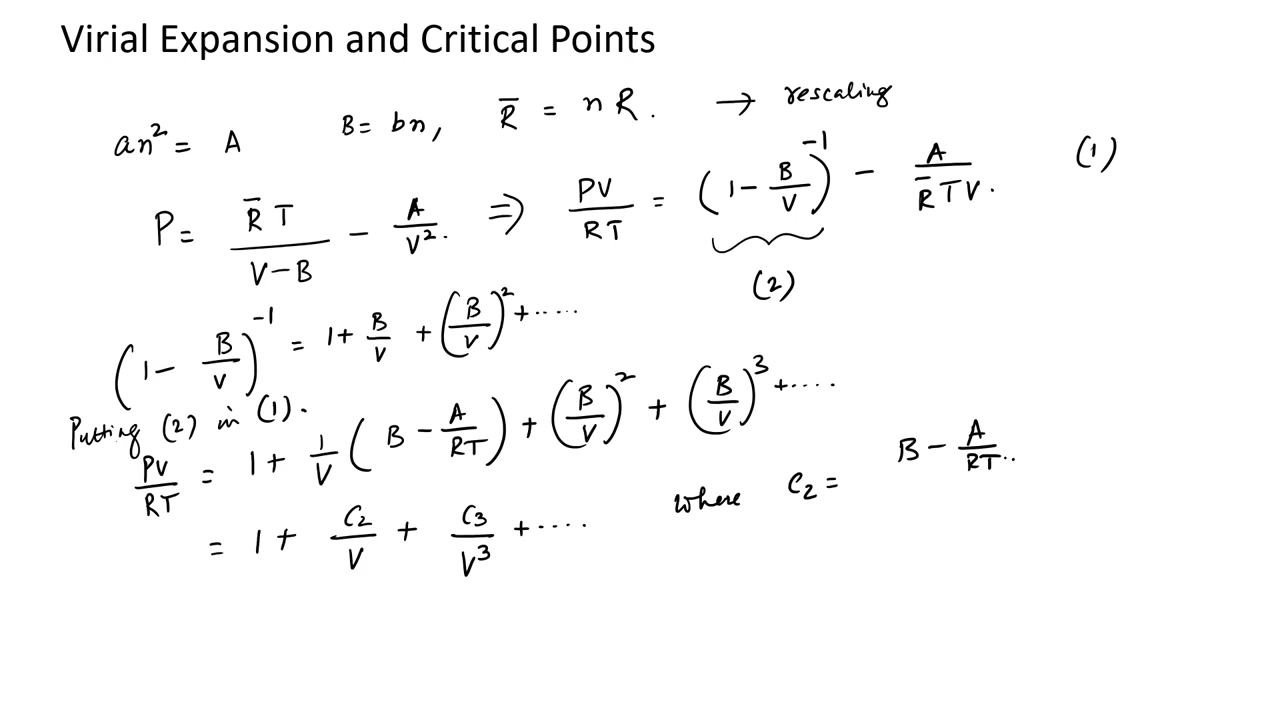 Virial Expansion and Critical Points
an² = A B = bn, R̅ = nR. → rescaling
P = R̅T / (V−B) − A/V². ⇒ PV/RT = (1 − B/V)⁻¹ − A/(R̅TV). (1)
(2)
(1 − B/V)⁻¹ = 1 + B/V + (B/V)² + .....
Putting (2) in (1).
PV/RT = 1 + 1/V (B − A/RT) + (B/V)² + (B/V)³ + .....
= 1 + C₂/V + C₃/V³ + ..... where C₂ = B − A/RT..